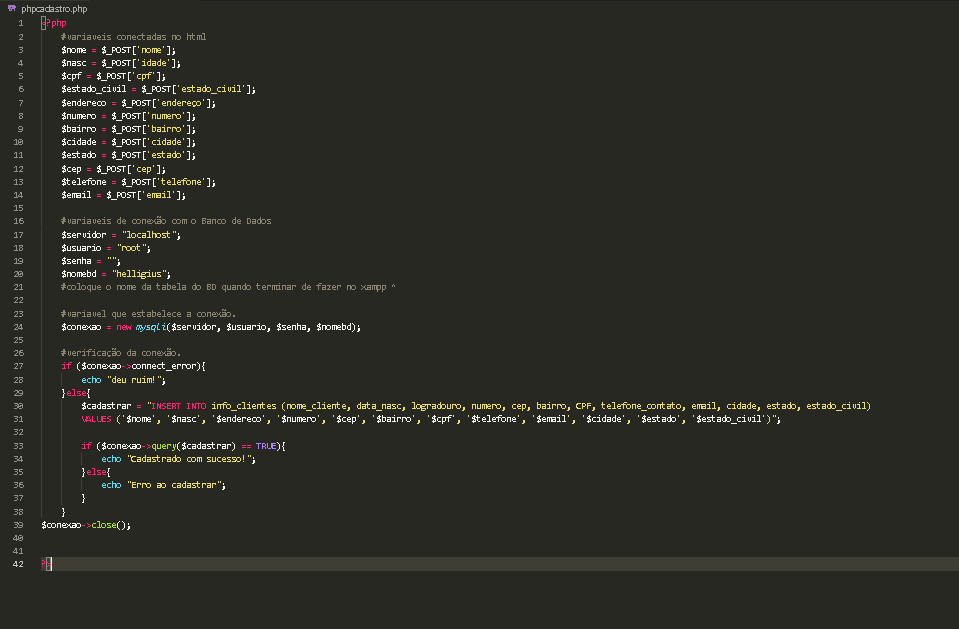 phpcadastro.php
1 <?php
2 #variaveis conectadas no html
3 $nome = $_POST['nome'];
4 $nasc = $_POST['idade'];
5 $cpf = $_POST['cpf'];
6 $estado_civil = $_POST['estado_civil'];
7 $endereco = $_POST['endereço'];
8 $numero = $_POST['numero'];
9 $bairro = $_POST['bairro'];
10 $cidade = $_POST['cidade'];
11 $estado = $_POST['estado'];
12 $cep = $_POST['cep'];
13 $telefone = $_POST['telefone'];
14 $email = $_POST['email'];
15
16 #variaveis de conexão com o Banco de Dados
17 $servidor = "localhost";
18 $usuario = "root";
19 $senha = "";
20 $nomebd = "helligius";
21 #coloque o nome da tabela do BD quando terminar de fazer no xampp ^
22
23 #variavel que estabelece a conexão.
24 $conexao = new mysqli($servidor, $usuario, $senha, $nomebd);
25
26 #verificação da conexão.
27 if ($conexao->connect_error){
28 echo "deu ruim!";
29 }else{
30 $cadastrar = "INSERT INTO info_clientes (nome_cliente, data_nasc, logradouro, numero, cep, bairro, CPF, telefone_contato, email, cidade, estado, estado_civil)
31 VALUES ('$nome', '$nasc', '$endereco', '$numero', '$cep', '$bairro', '$cpf', '$telefone', '$email', '$cidade', '$estado', '$estado_civil')";
32
33 if ($conexao->query($cadastrar) == TRUE){
34 echo "Cadastrado com sucesso!";
35 }else{
36 echo "Erro ao cadastrar";
37 }
38 }
39 $conexao->close();
40
41
42 ?>